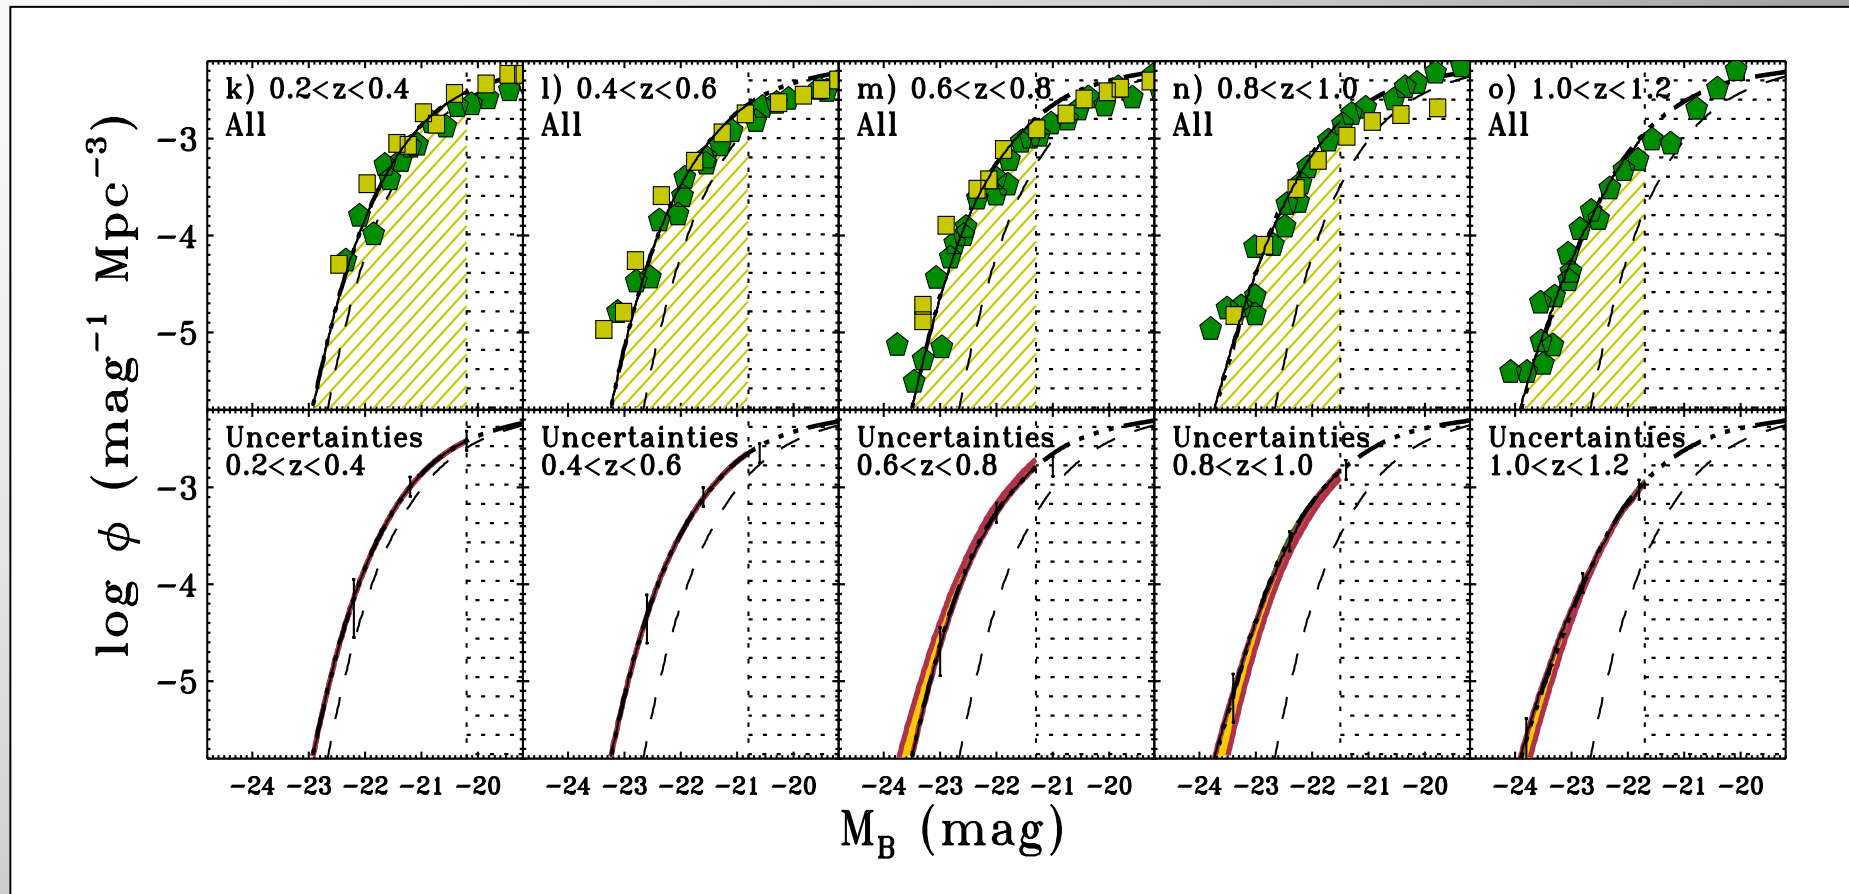 k) 0.2<z<0.4
All
l) 0.4<z<0.6
All
m) 0.6<z<0.8
All
n) 0.8<z<1.0
All
o) 1.0<z<1.2
All
−3
−4
−5
log ϕ (mag⁻¹ Mpc⁻³)
Uncertainties
0.2<z<0.4
Uncertainties
0.4<z<0.6
Uncertainties
0.6<z<0.8
Uncertainties
0.8<z<1.0
Uncertainties
1.0<z<1.2
−3
−4
−5
−24 −23 −22 −21 −20 −24 −23 −22 −21 −20 −24 −23 −22 −21 −20 −24 −23 −22 −21 −20 −24 −23 −22 −21 −20
M_B (mag)